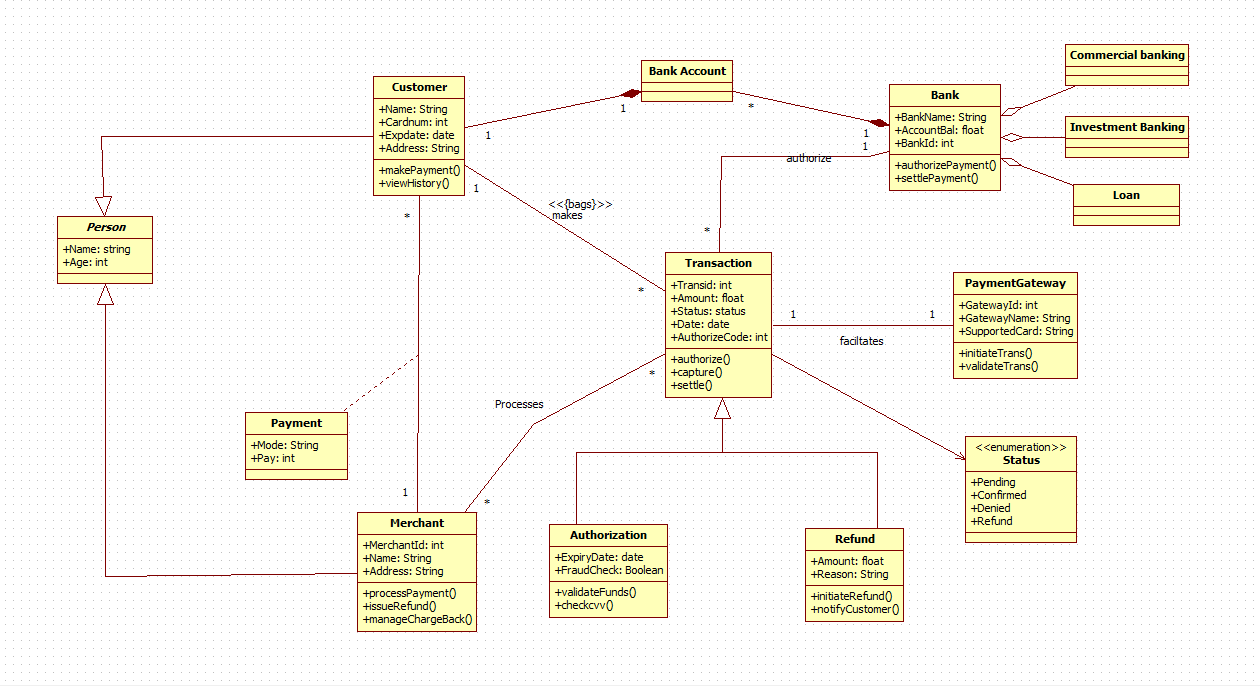 Commercial banking
Bank Account
Customer
+Name: String
+Cardnum: int
+Expdate: date
+Address: String
+makePayment()
+viewHistory()
1
1
*
1
1
Bank
+BankName: String
+AccountBal: float
+BankId: int
+authorizePayment()
+settlePayment()
Investment Banking
Loan
authorize
*
1
<<{bags}>>
makes
*
*
Person
+Name: string
+Age: int
Transaction
+Transid: int
+Amount: float
+Status: status
+Date: date
+AuthorizeCode: int
+authorize()
+capture()
+settle()
1
1
faciltates
PaymentGateway
+GatewayId: int
+GatewayName: String
+SupportedCard: String
+initiateTrans()
+validateTrans()
*
Processes
*
Payment
+Mode: String
+Pay: int
1
<<enumeration>>
Status
+Pending
+Confirmed
+Denied
+Refund
Merchant
+MerchantId: int
+Name: String
+Address: String
+processPayment()
+issueRefund()
+manageChargeBack()
Authorization
+ExpiryDate: date
+FraudCheck: Boolean
+validateFunds()
+checkcvv()
Refund
+Amount: float
+Reason: String
+initiateRefund()
+notifyCustomer()